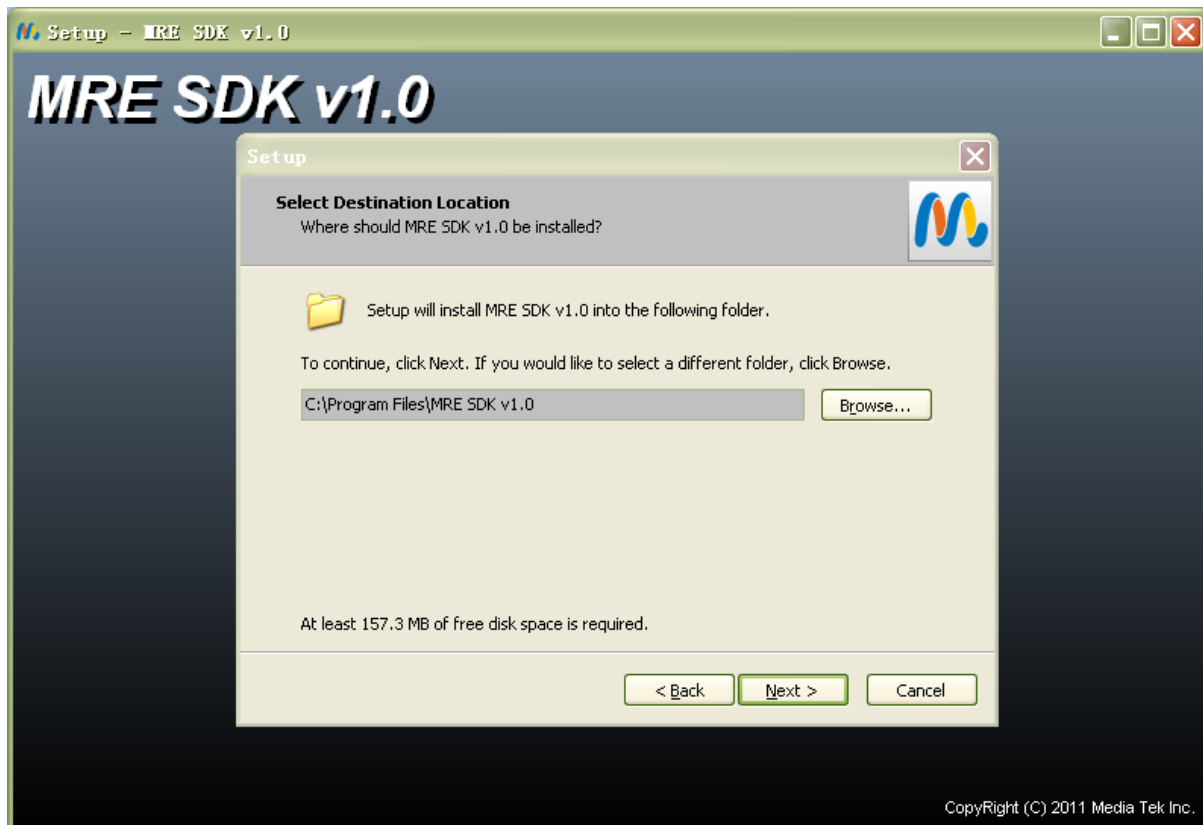 Setup - MRE SDK v1.0
MRE SDK v1.0
Setup
Select Destination Location
Where should MRE SDK v1.0 be installed?
Setup will install MRE SDK v1.0 into the following folder.
To continue, click Next. If you would like to select a different folder, click Browse.
C:\Program Files\MRE SDK v1.0
Browse...
At least 157.3 MB of free disk space is required.
< Back
Next >
Cancel
CopyRight (C) 2011 Media Tek Inc.